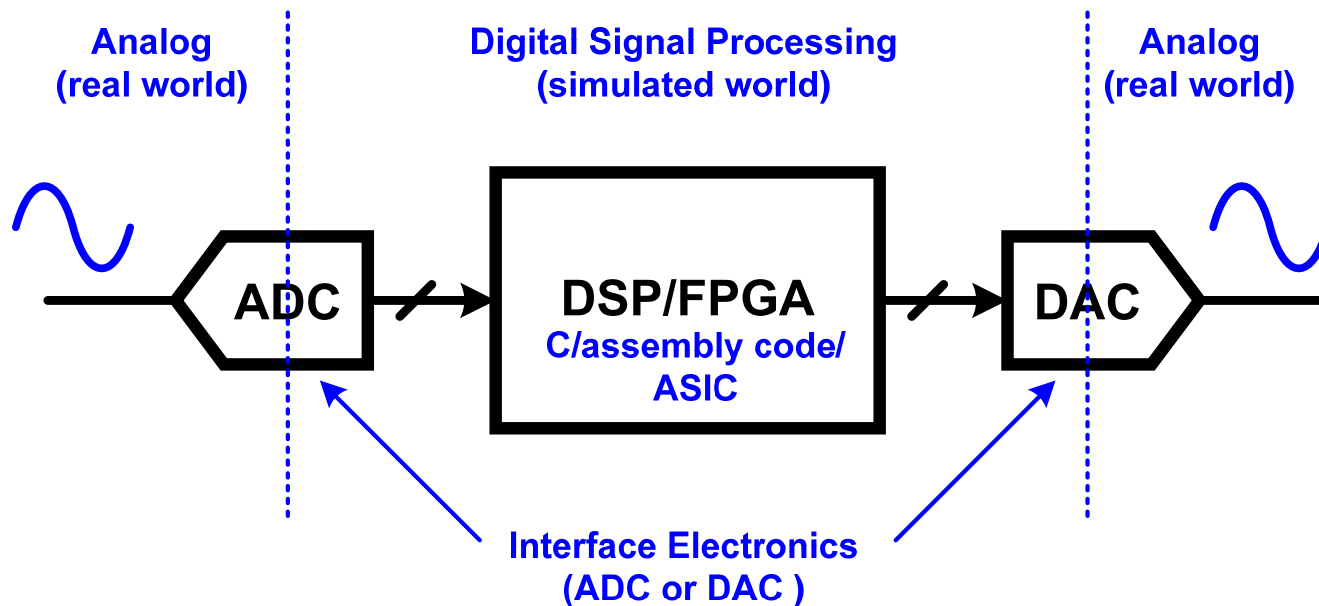 Analog
(real world)
Digital Signal Processing
(simulated world)
Analog
(real world)
ADC
DSP/FPGA
C/assembly code/
ASIC
DAC
Interface Electronics
(ADC or DAC )